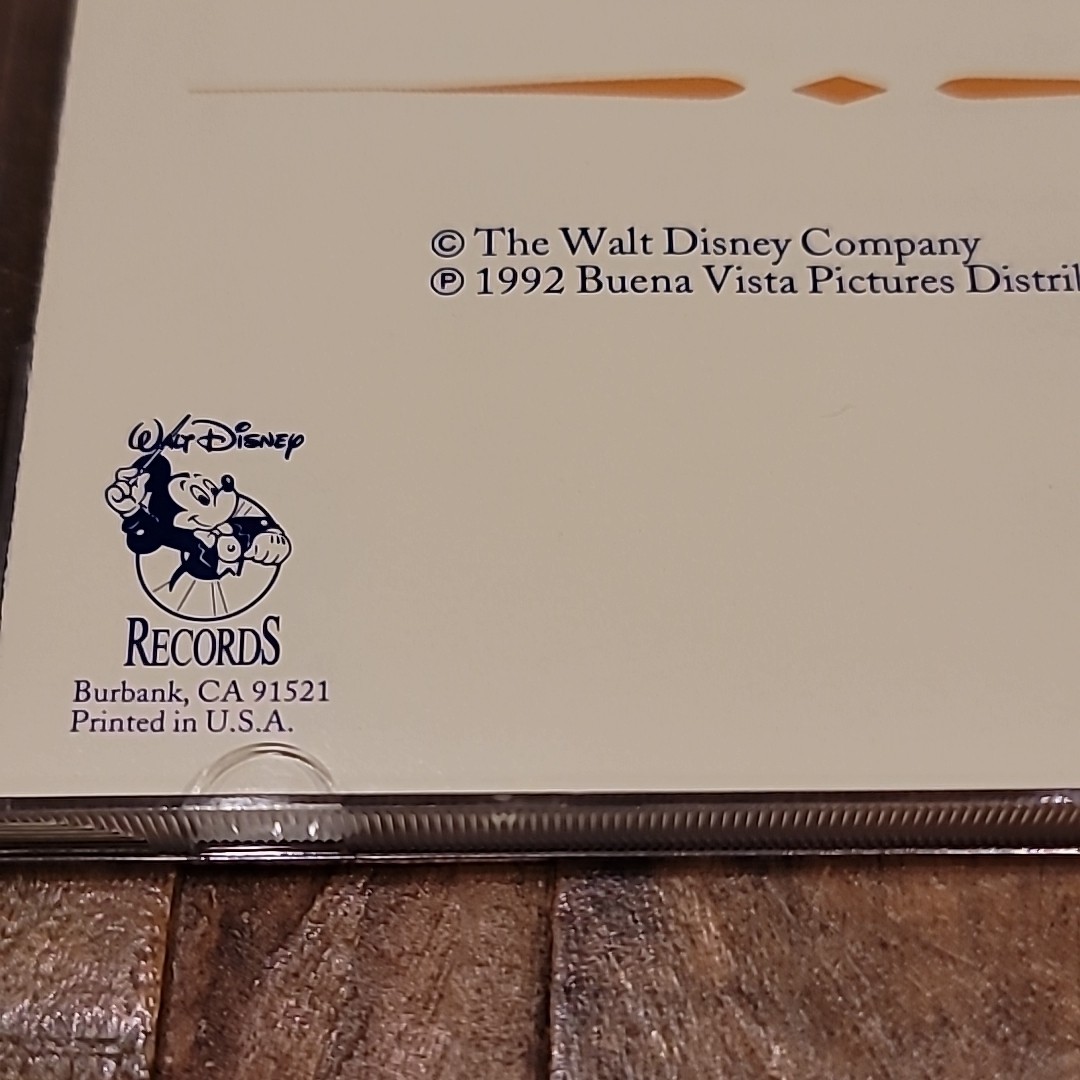 © The Walt Disney Company
℗ 1992 Buena Vista Pictures
WALT DISNEY
RECORDS
Burbank, CA 91521
Printed in U.S.A.